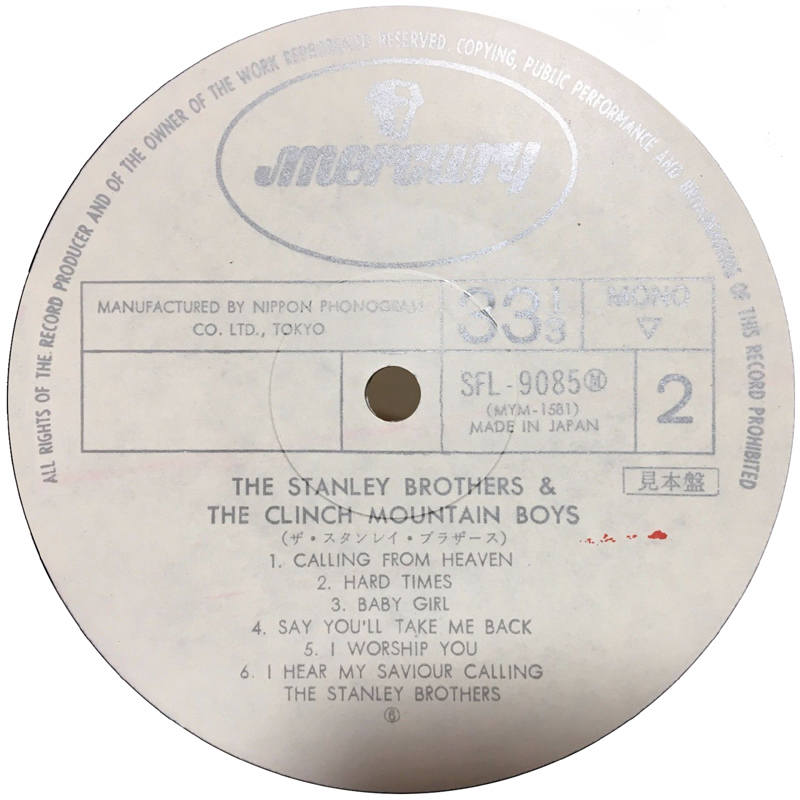 ALL RIGHTS OF THE RECORD PRODUCER AND OF THE OWNER OF THE WORK REPRODUCED RESERVED. COPYING, PUBLIC PERFORMANCE AND BROADCASTING OF THIS RECORD PROHIBITED
mercury
MANUFACTURED BY NIPPON PHONOGRAM
CO. LTD., TOKYO
33 1/3
MONO
▽
SFL-9085Ⓜ
(MYM-1581)
MADE IN JAPAN
2
THE STANLEY BROTHERS &
THE CLINCH MOUNTAIN BOYS
見本盤
(ザ・スタンレイ・ブラザース)
1. CALLING FROM HEAVEN
2. HARD TIMES
3. BABY GIRL
4. SAY YOU'LL TAKE ME BACK
5. I WORSHIP YOU
6. I HEAR MY SAVIOUR CALLING
THE STANLEY BROTHERS